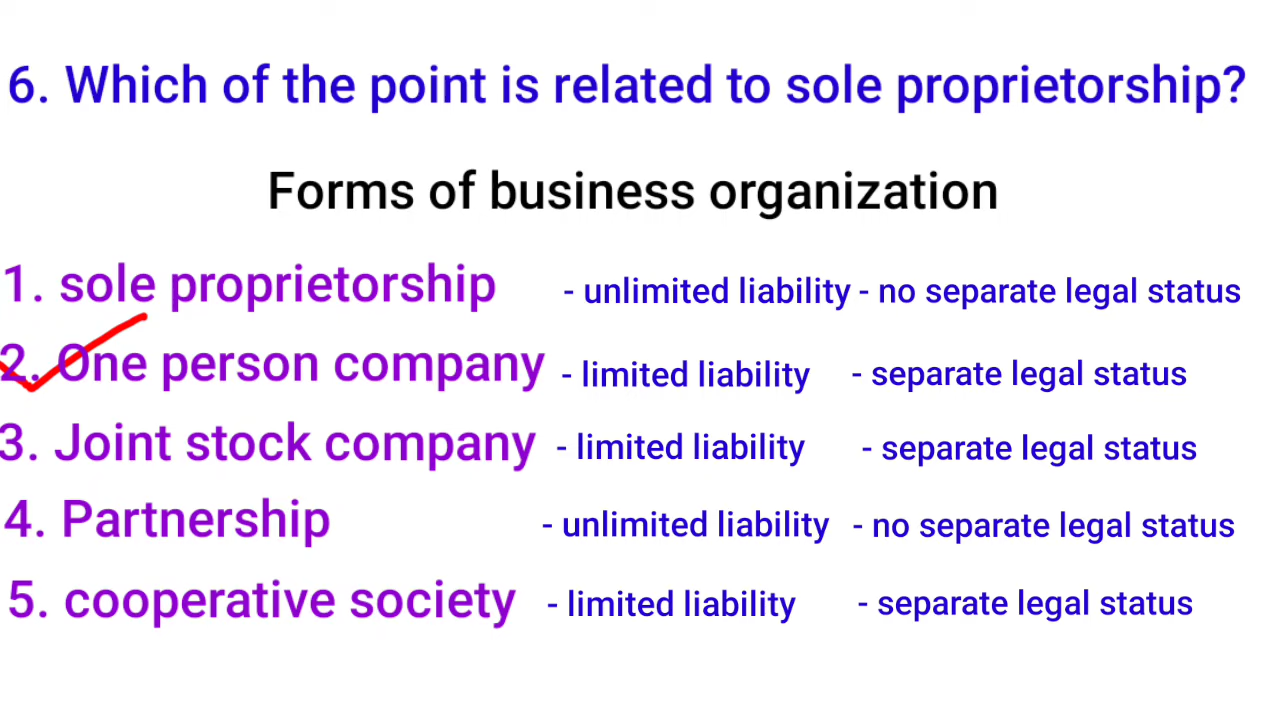 6. Which of the point is related to sole proprietorship?
Forms of business organization
1. sole proprietorship - unlimited liability - no separate legal status
2. One person company - limited liability - separate legal status
3. Joint stock company - limited liability - separate legal status
4. Partnership - unlimited liability - no separate legal status
5. cooperative society - limited liability - separate legal status